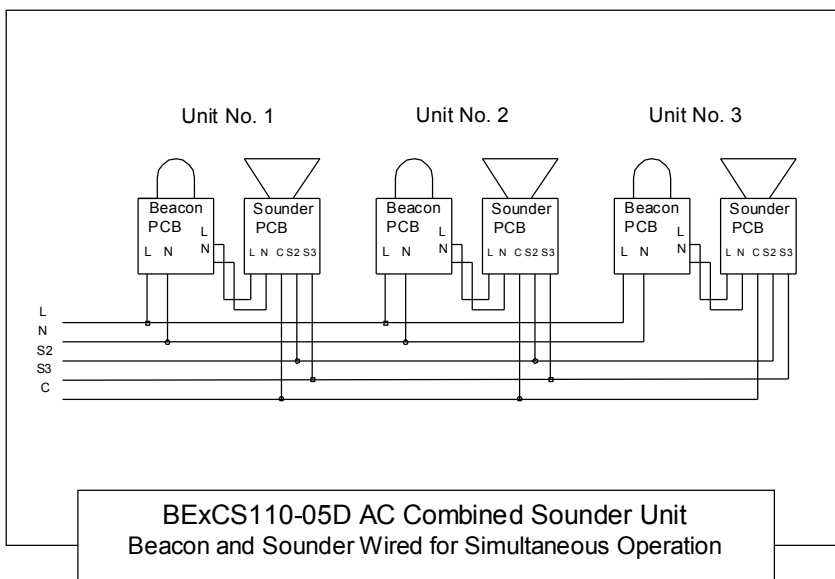 Unit No. 1 Unit No. 2 Unit No. 3
Beacon PCB L N L N
Sounder PCB L N C S2 S3
Beacon PCB L N L N
Sounder PCB L N C S2 S3
Beacon PCB L N L N
Sounder PCB L N C S2 S3
L
N
S2
S3
C
BExCS110-05D AC Combined Sounder Unit
Beacon and Sounder Wired for Simultaneous Operation